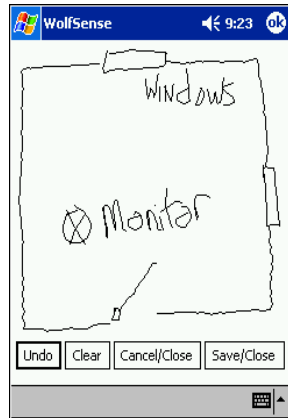 WolfSense 9:23 ok
WiNdows
Monitor
Undo Clear Cancel/Close Save/Close